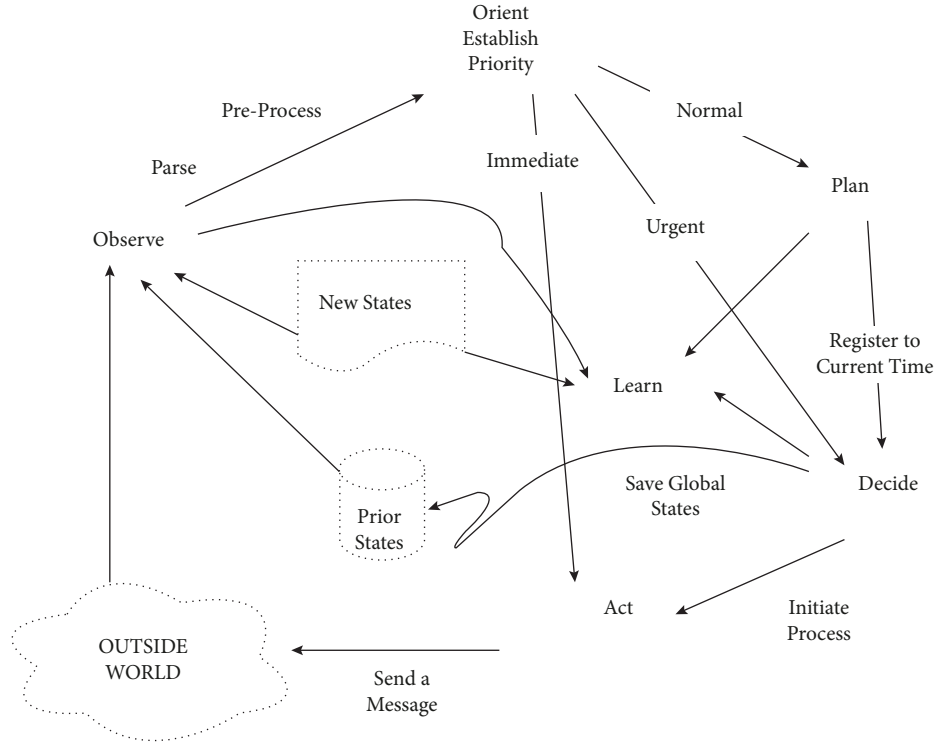 Orient
Establish
Priority
Pre-Process
Normal
Immediate
Parse
Plan
Urgent
Observe
New States
Register to
Current Time
Learn
Save Global
States
Decide
Prior
States
Act
Initiate
Process
OUTSIDE
WORLD
Send a
Message